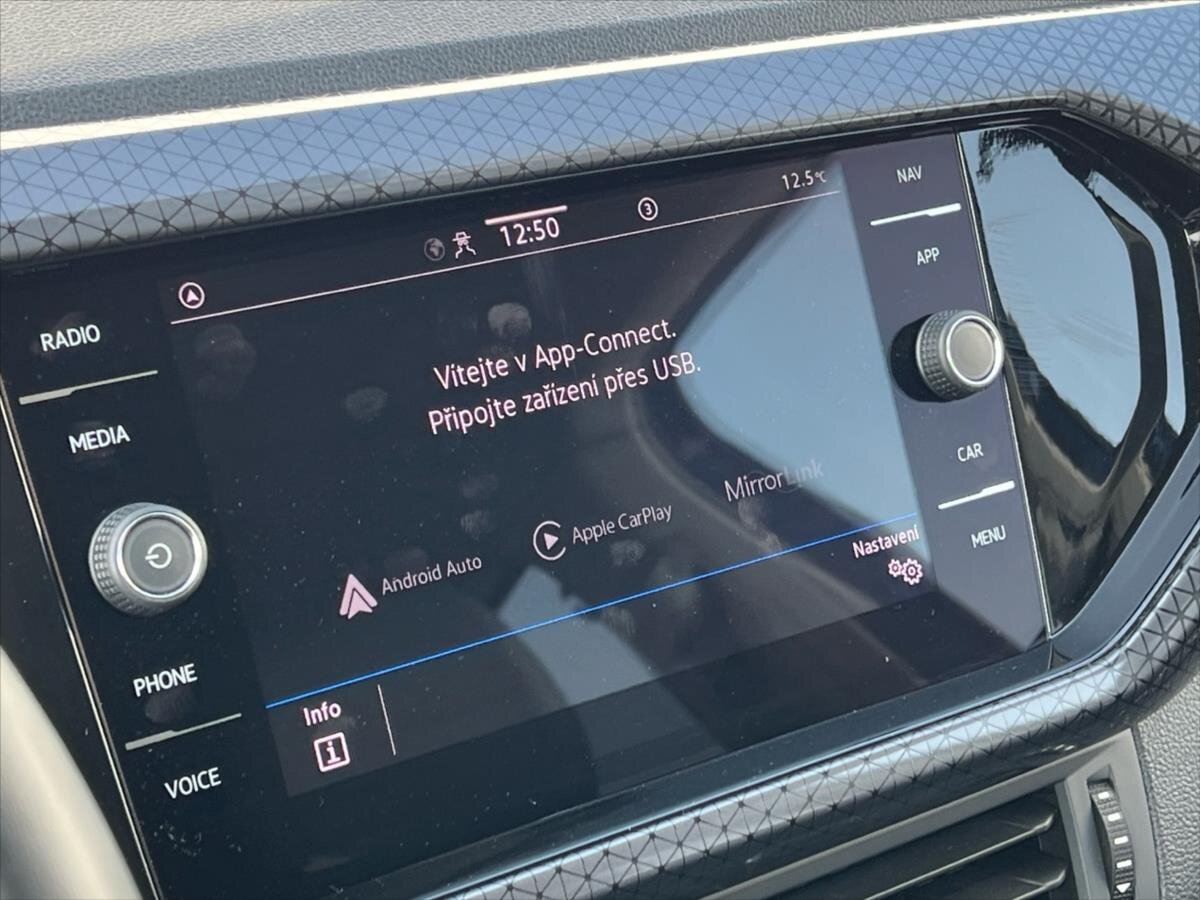 12.5°C
NAV
12:50
3
APP
RADIO
Vítejte v App-Connect.
Připojte zařízení přes USB.
MEDIA
CAR
MirrorLink
Apple CarPlay
Android Auto
Nastavení
MENU
PHONE
Info
i
VOICE